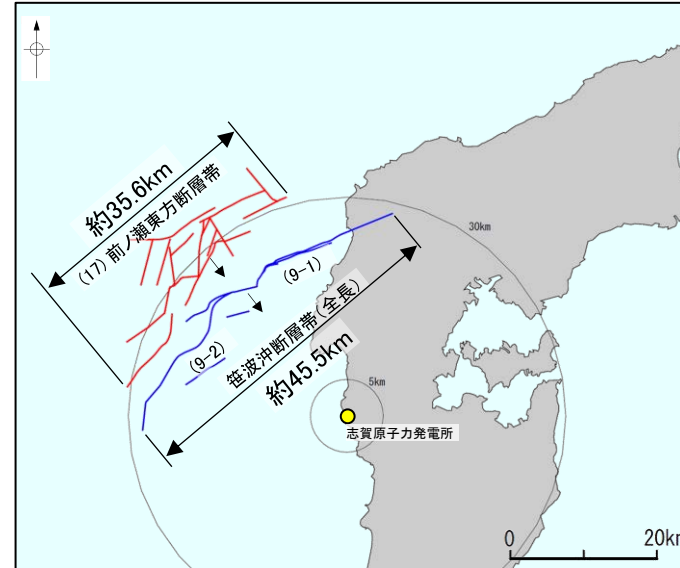 約35.6km
(17) 前ノ瀬東方断層帯
30km
(9-1)
笹波沖断層帯(全長)
(9-2)
約45.5km
5km
志賀原子力発電所
0
20km